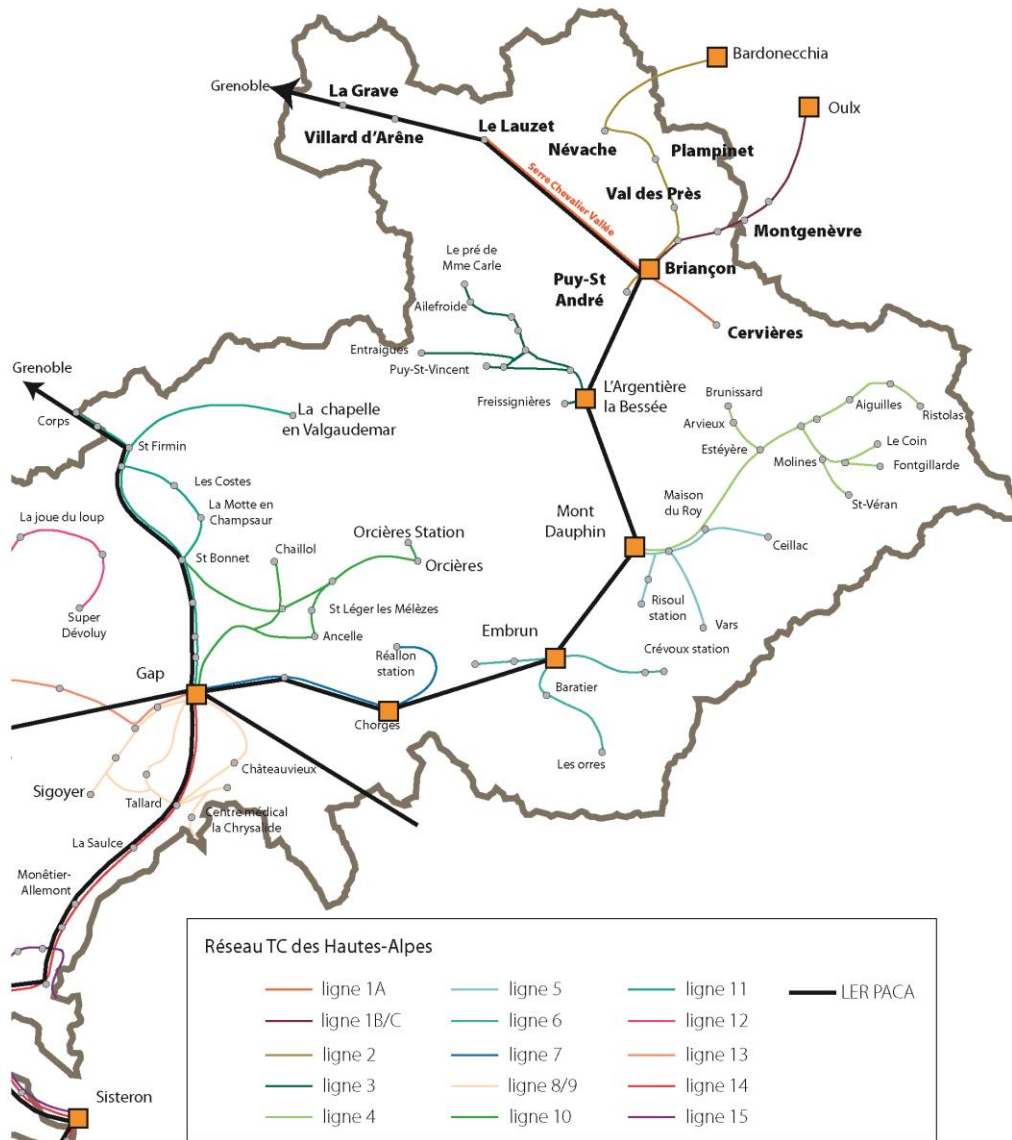 Bardonecchia
Grenoble
La Grave
Oulx
Villard d'Arêne
Le Lauzet
Névache
Plampinet
Serre Chevalier Vallée
Val des Près
Montgenèvre
Le pré de
Mme Carle
Puy-St
André
Briançon
Ailefroide
Cervières
Entraigues
Grenoble
Puy-St-Vincent
L'Argentière
la Bessée
Freissignières
Brunissard
Aiguilles
Ristolas
Corps
La chapelle
en Valgaudemar
Arvieux
St Firmin
Estéyère
Le Coin
Molines
Fontgillarde
Les Costes
St-Véran
La Motte en
Champsaur
Maison
du Roy
La joue du loup
Mont
Dauphin
Orcières Station
Ceillac
St Bonnet
Chaillol
Orcières
Risoul
station
Super
Dévoluy
St Léger les Mélèzes
Ancelle
Vars
Embrun
Réallon
station
Crévoux station
Gap
Baratier
Chorges
Les orres
Châteauvieux
Sigoyer
Tallard
Centre médical
la Chrysalide
La Saulce
Monêtier-
Allemont
Réseau TC des Hautes-Alpes
ligne 1A
ligne 5
ligne 11
LER PACA
ligne 1B/C
ligne 6
ligne 12
ligne 2
ligne 7
ligne 13
ligne 3
ligne 8/9
ligne 14
ligne 4
ligne 10
ligne 15
Sisteron